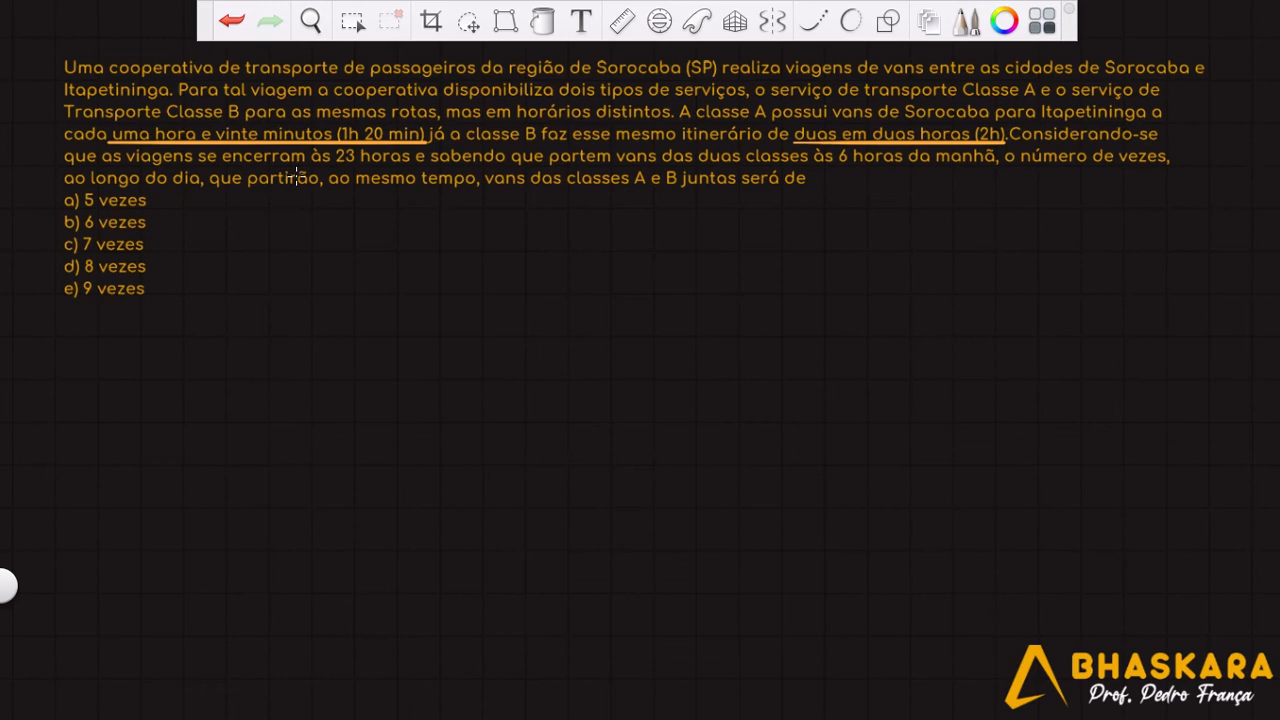 Uma cooperativa de transporte de passageiros da região de Sorocaba (SP) realiza viagens de vans entre as cidades de Sorocaba e
Itapetininga. Para tal viagem a cooperativa disponibiliza dois tipos de serviços, o serviço de transporte Classe A e o serviço de
Transporte Classe B para as mesmas rotas, mas em horários distintos. A classe A possui vans de Sorocaba para Itapetininga a
cada uma hora e vinte minutos (1h 20 min) já a classe B faz esse mesmo itinerário de duas em duas horas (2h).Considerando-se
que as viagens se encerram às 23 horas e sabendo que partem vans das duas classes às 6 horas da manhã, o número de vezes,
ao longo do dia, que partirão, ao mesmo tempo, vans das classes A e B juntas será de
a) 5 vezes
b) 6 vezes
c) 7 vezes
d) 8 vezes
e) 9 vezes
BHASKARA
Prof. Pedro França